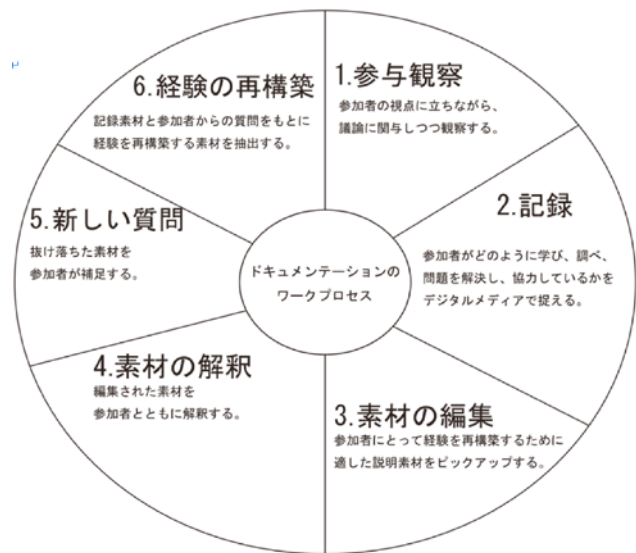 1.参与観察
参加者の視点に立ちながら、
議論に関与しつつ観察する。
2.記録
参加者がどのように学び、調べ、
問題を解決し、協力しているかを
デジタルメディアで捉える。
3.素材の編集
参加者にとって経験を再構築するために
適した説明素材をピックアップする。
4.素材の解釈
編集された素材を
参加者とともに解釈する。
5.新しい質問
抜け落ちた素材を
参加者が補足する。
6.経験の再構築
記録素材と参加者からの質問をもとに
経験を再構築する素材を抽出する。
ドキュメンテーションの
ワークプロセス